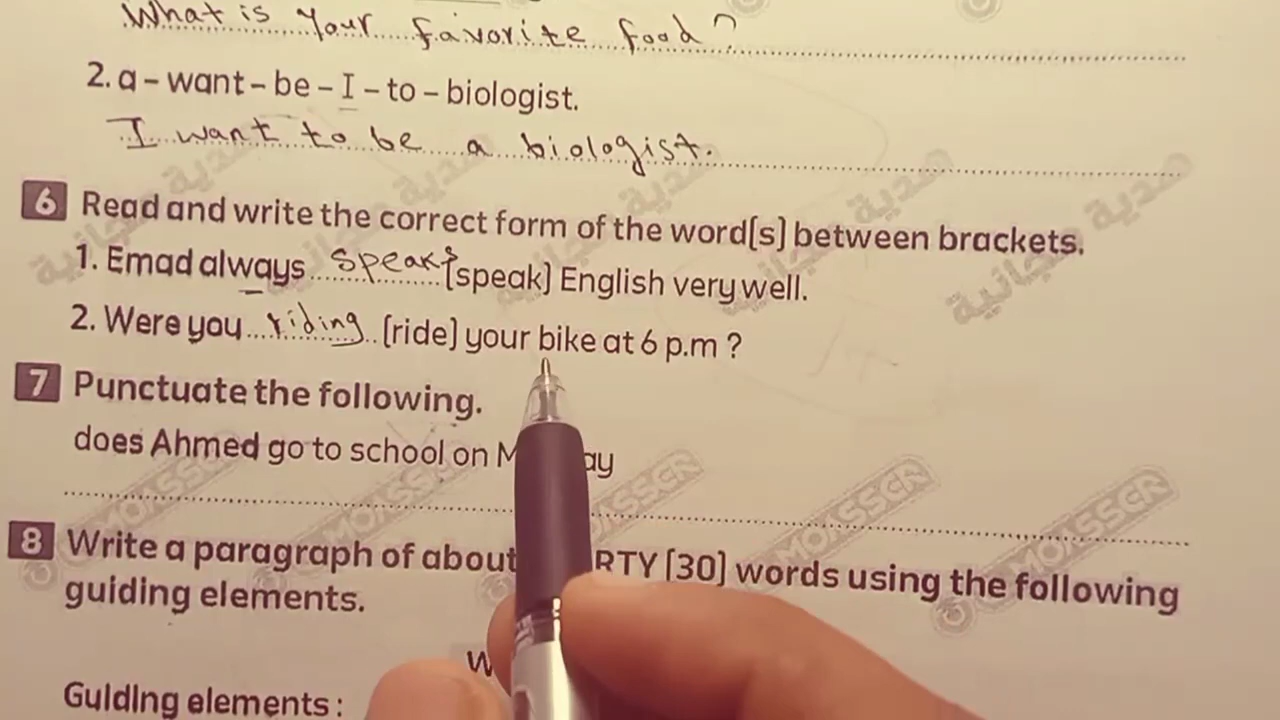 What is your favorite food?
2. a – want – be – I – to – biologist.
I want to be a biologist.
6 Read and write the correct form of the word(s) between brackets.
1. Emad always speaks (speak) English very well.
2. Were you riding (ride) your bike at 6 p.m ?
7 Punctuate the following.
does Ahmed go to school on
8 Write a paragraph of about [30] words using the following
guiding elements.
Guiding elements :